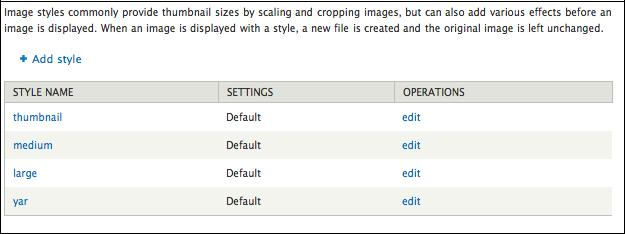 Image styles commonly provide thumbnail sizes by scaling and cropping images, but can also add various effects before an
image is displayed. When an image is displayed with a style, a new file is created and the original image is left unchanged.
+ Add style
STYLE NAME SETTINGS OPERATIONS
thumbnail Default edit
medium Default edit
large Default edit
yar Default edit